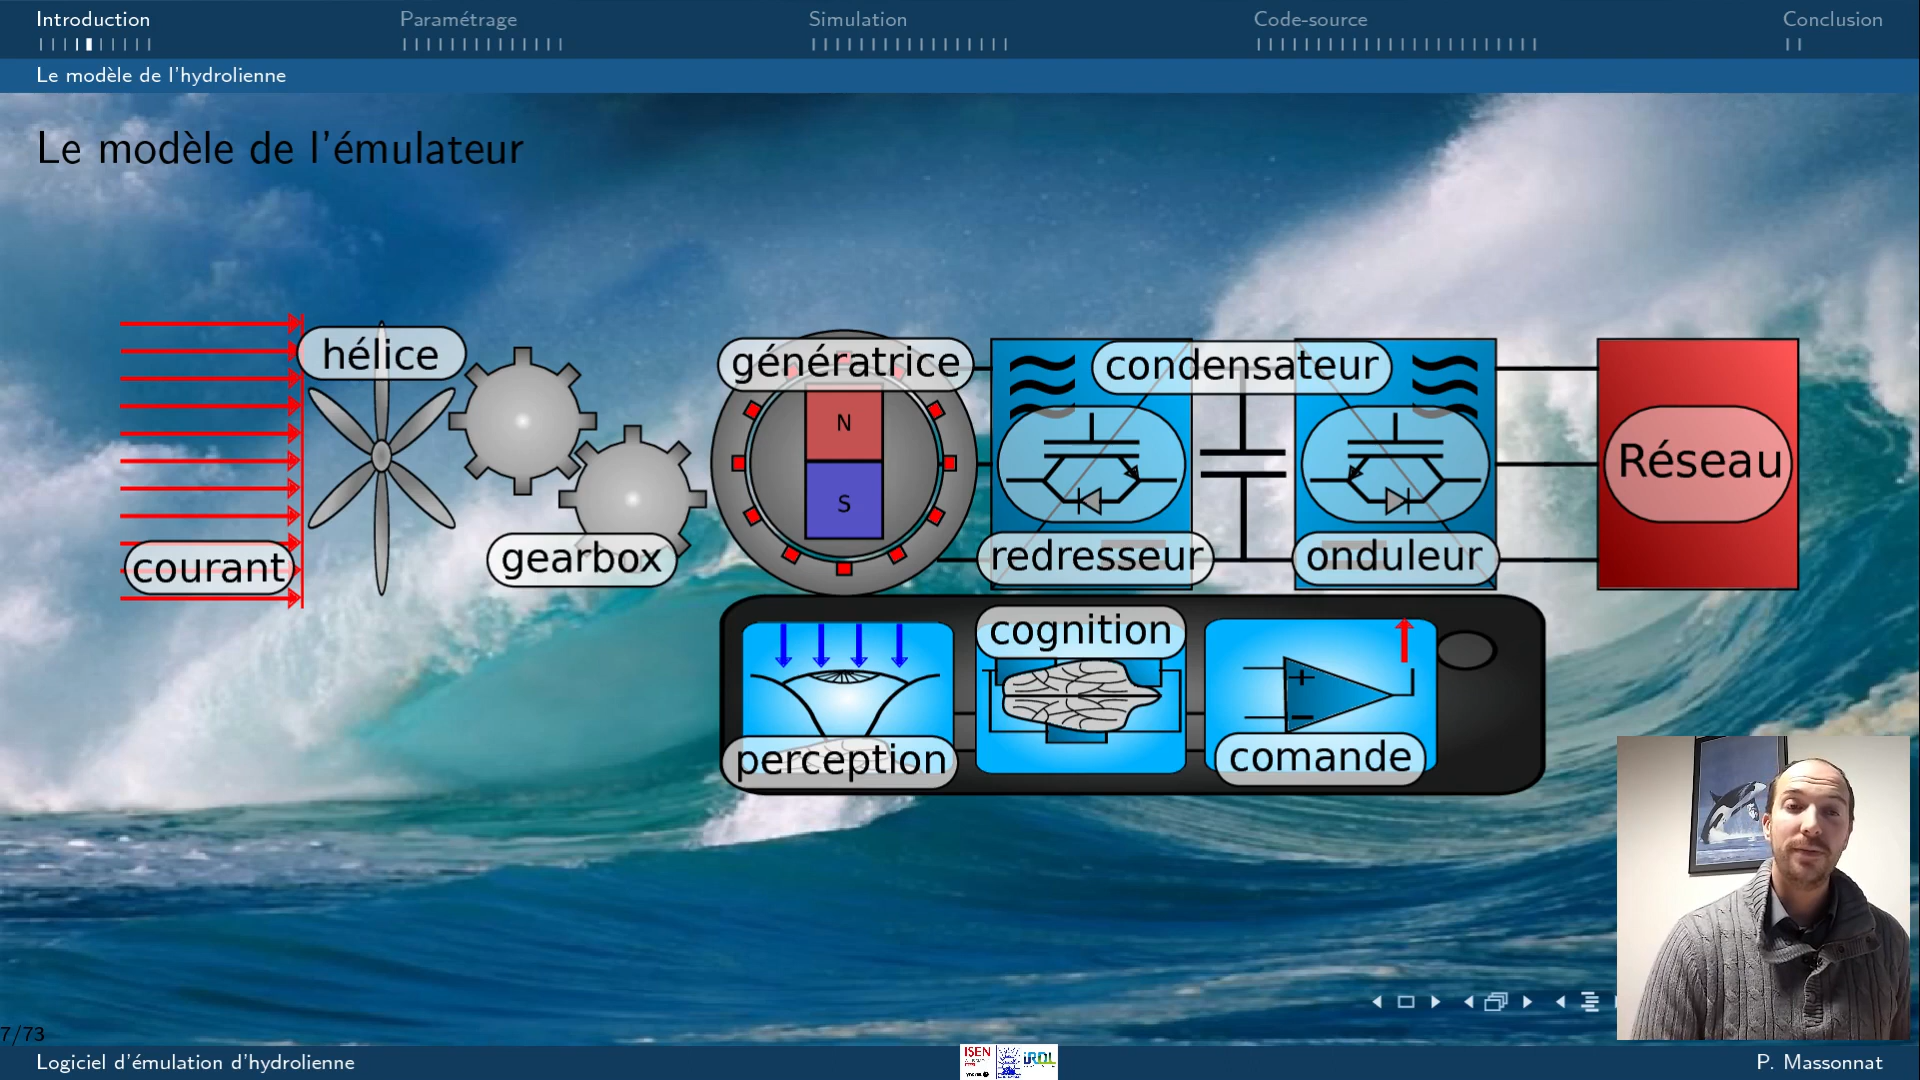 Introduction
Paramétrage
Simulation
Code-source
Conclusion
Le modèle de l'hydrolienne
Le modèle de l'émulateur
hélice
génératrice
condensateur
N
S
Réseau
courant
gearbox
redresseur
onduleur
cognition
perception
comande
7/73
Logiciel d'émulation d'hydrolienne
ISEN
P. Massonnat